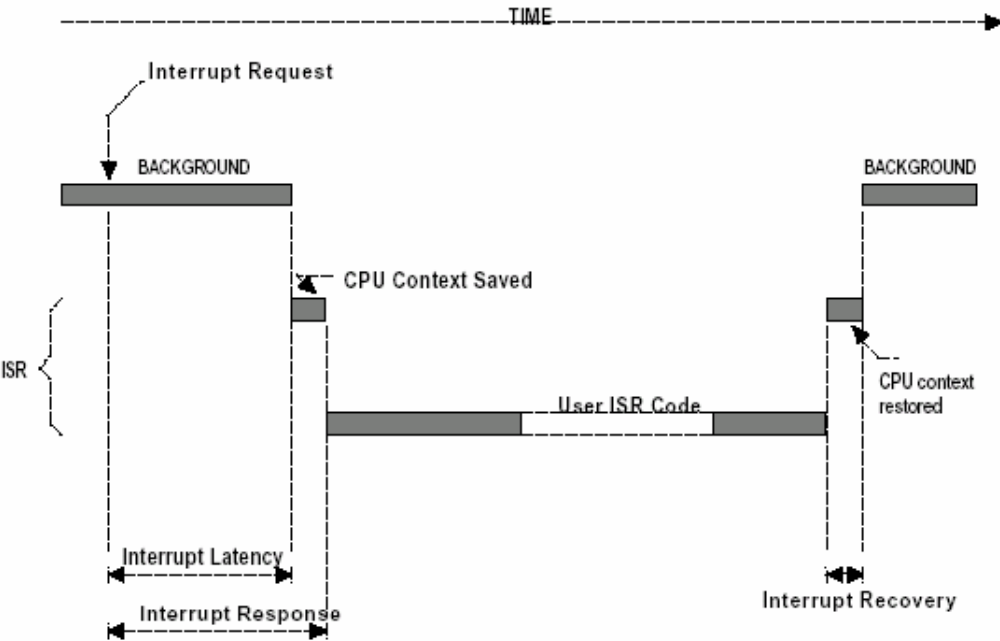 TIME
Interrupt Request
BACKGROUND
BACKGROUND
CPU Context Saved
ISR
CPU context
restored
User ISR Code
Interrupt Latency
Interrupt Recovery
Interrupt Response